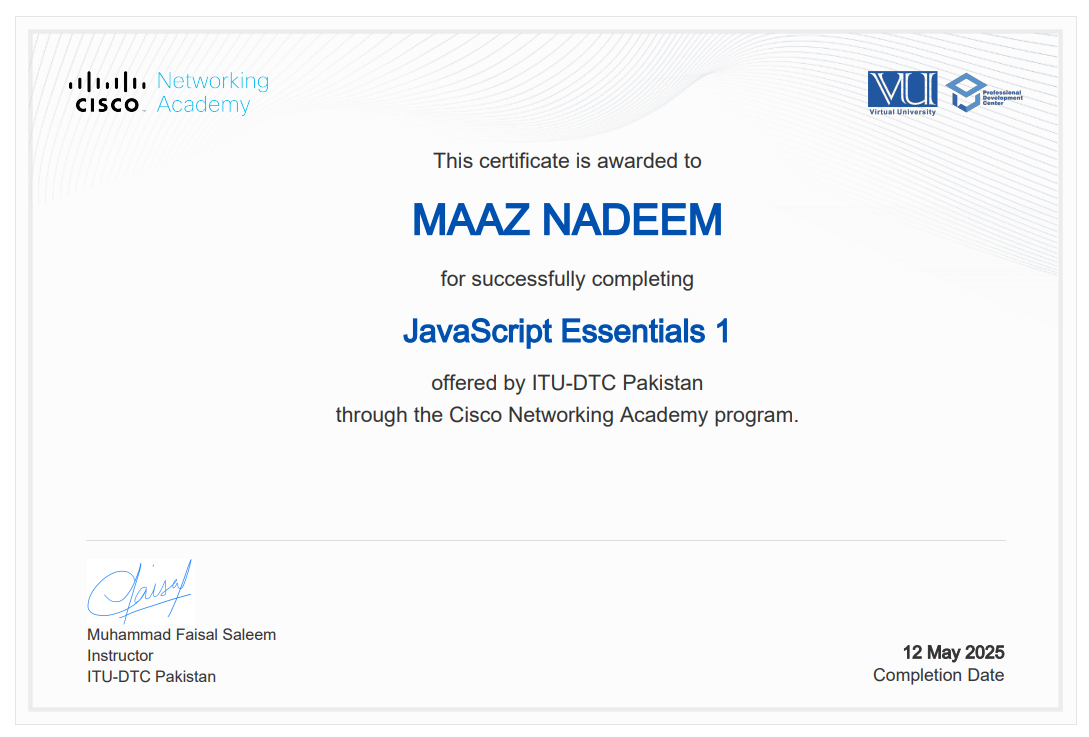 CISCO
Networking
Academy
VU
Virtual University
Professional
Development
Center
This certificate is awarded to
MAAZ NADEEM
for successfully completing
JavaScript Essentials 1
offered by ITU-DTC Pakistan
through the Cisco Networking Academy program.
Faisal
Muhammad Faisal Saleem
Instructor
ITU-DTC Pakistan
12 May 2025
Completion Date